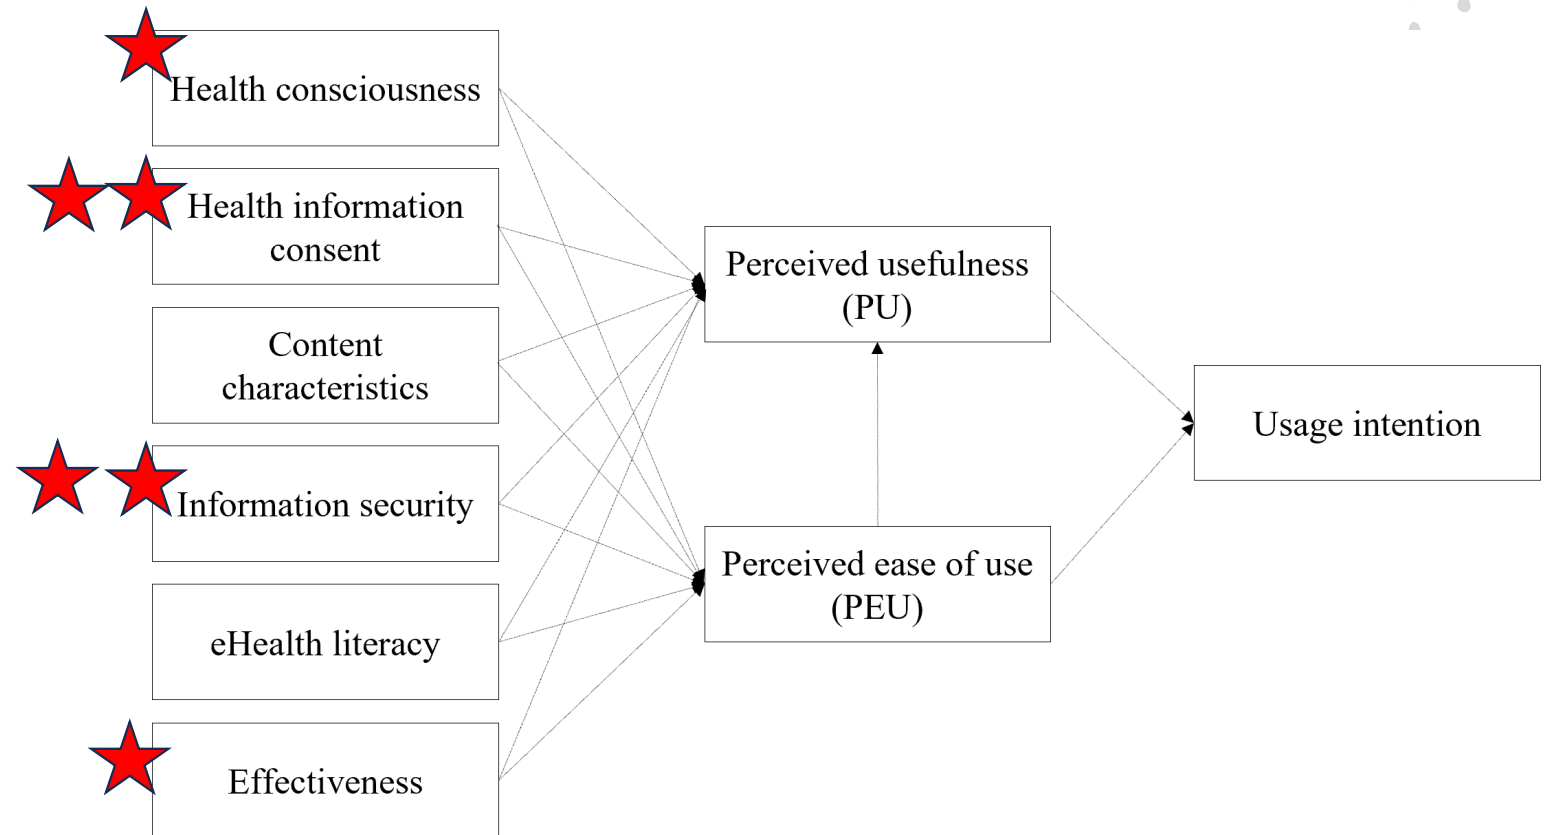 Health consciousness
Health information
consent
Content
characteristics
Information security
eHealth literacy
Effectiveness
Perceived usefulness
(PU)
Perceived ease of use
(PEU)
Usage intention